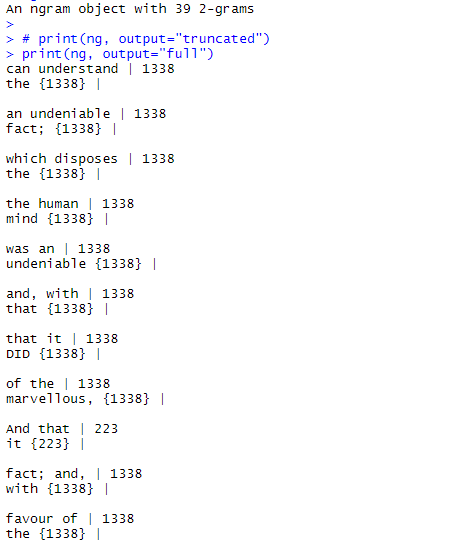 An ngram object with 39 2-grams
>
> # print(ng, output="truncated")
> print(ng, output="full")
can understand | 1338
the {1338} |
an undeniable | 1338
fact; {1338} |
which disposes | 1338
the {1338} |
the human | 1338
mind {1338} |
was an | 1338
undeniable {1338} |
and, with | 1338
that {1338} |
that it | 1338
DID {1338} |
of the | 1338
marvellous, {1338} |
And that | 223
it {223} |
fact; and, | 1338
with {1338} |
favour of | 1338
the {1338} |